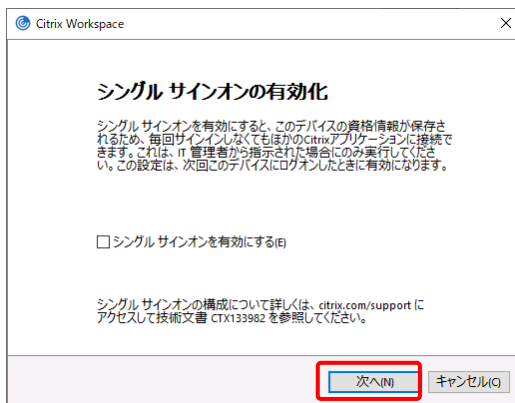 Citrix Workspace
シングル サインオンの有効化
シングル サインオンを有効にすると、このデバイスの資格情報が保存さ
れるため、毎回サインインしなくてもほかのCitrixアプリケーションに接続で
きます。これは、IT 管理者から指示された場合にのみ実行してくださ
い。この設定は、次回このデバイスにログオンしたときに有効になります。
シングル サインオンを有効にする(E)
シングル サインオンの構成について詳しくは、citrix.com/support に
アクセスして技術文書 CTX133982 を参照してください。
次へ(N) キャンセル(C)